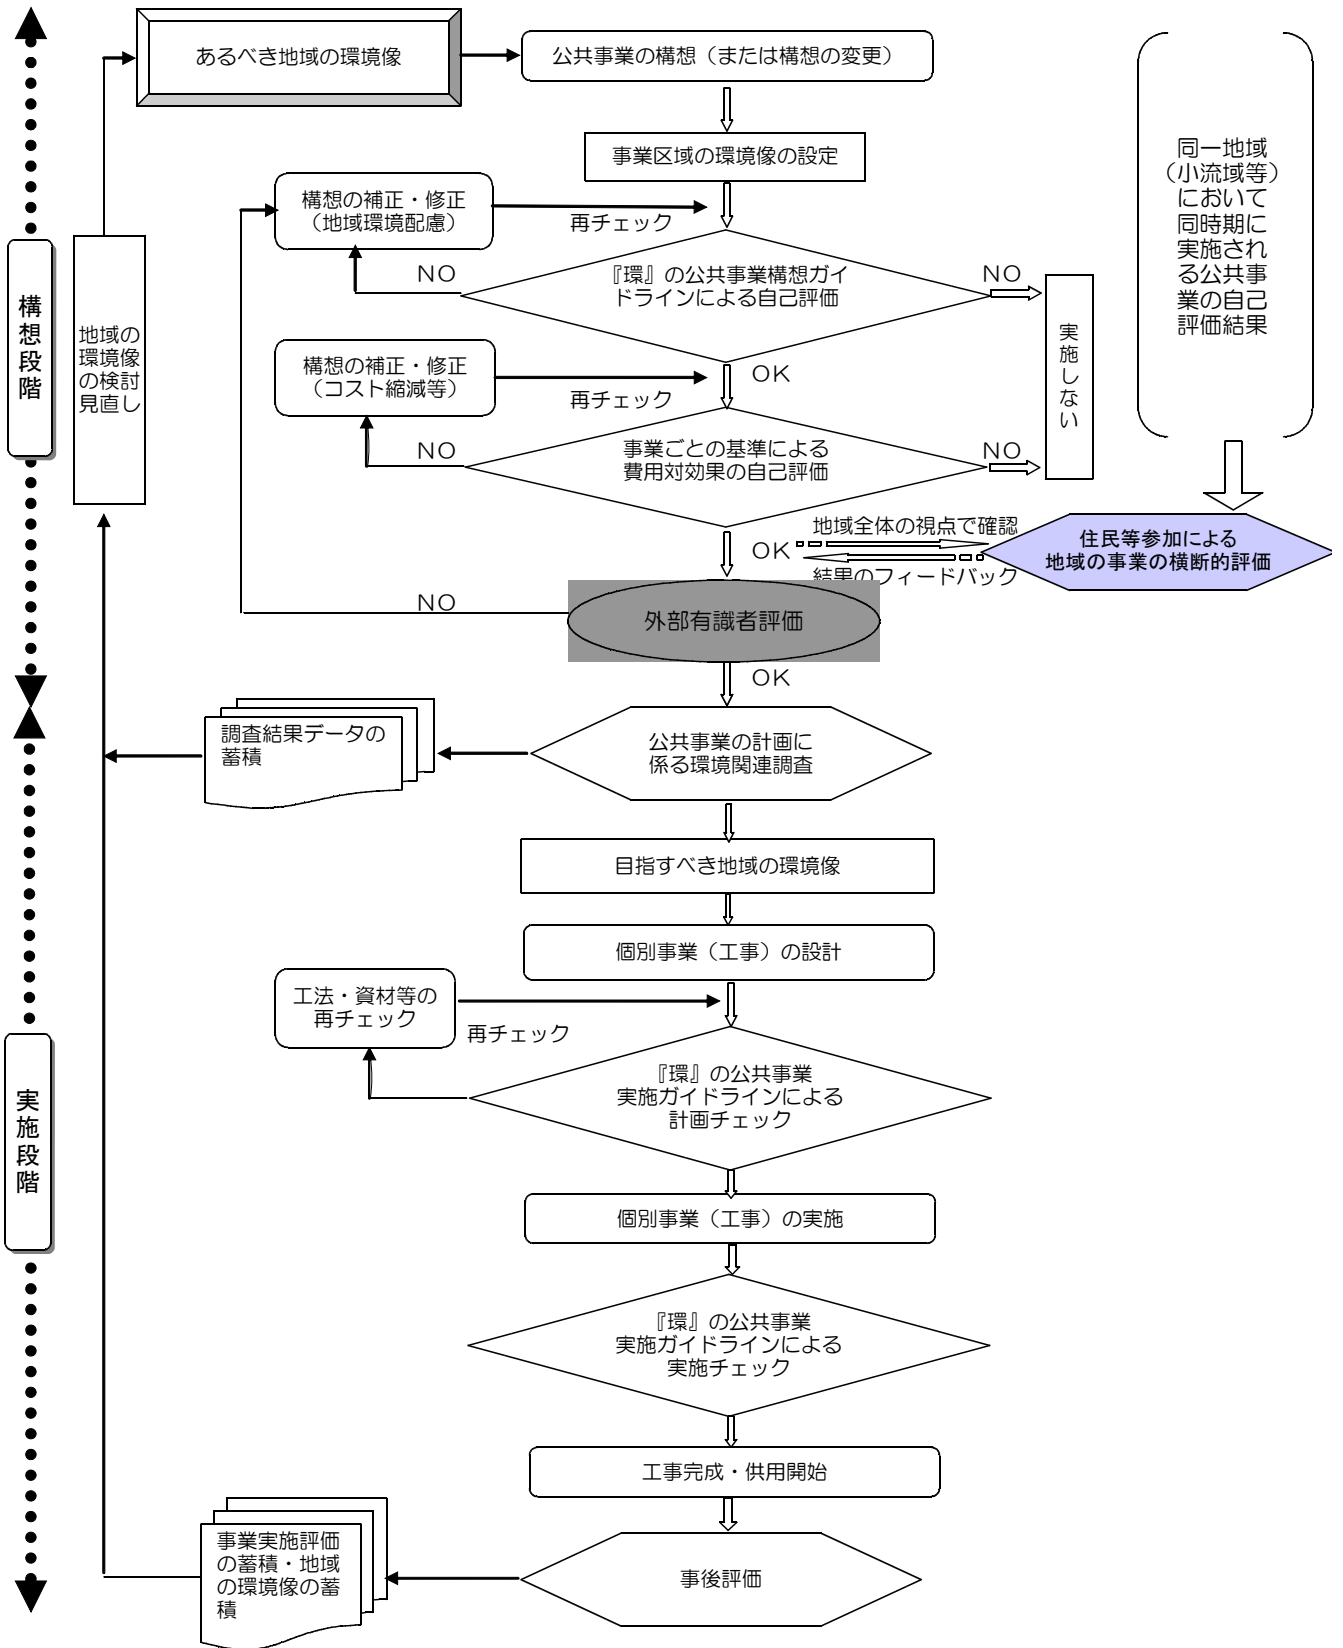 あるべき地域の環境像
公共事業の構想（または構想の変更）
事業区域の環境像の設定
構想の補正・修正
（地域環境配慮）
再チェック
NO
『環』の公共事業構想ガイ
ドラインによる自己評価
NO
実施しない
構想の補正・修正
（コスト縮減等）
再チェック
OK
NO
事業ごとの基準による
費用対効果の自己評価
NO
同一地域
（小流域等）
において
同時期に
実施され
る公共事
業の自己
評価結果
構想段階
地域の
環境像
の検討
見直し
OK
地域全体の視点で確認
結果のフィードバック
住民等参加による
地域の事業の横断的評価
NO
外部有識者評価
OK
調査結果データの
蓄積
公共事業の計画に
係る環境関連調査
目指すべき地域の環境像
個別事業（工事）の設計
工法・資材等の
再チェック
再チェック
『環』の公共事業
実施ガイドラインによる
計画チェック
実施段階
個別事業（工事）の実施
『環』の公共事業
実施ガイドラインによる
実施チェック
工事完成・供用開始
事業実施評価
の蓄積・地域
の環境像の蓄
積
事後評価